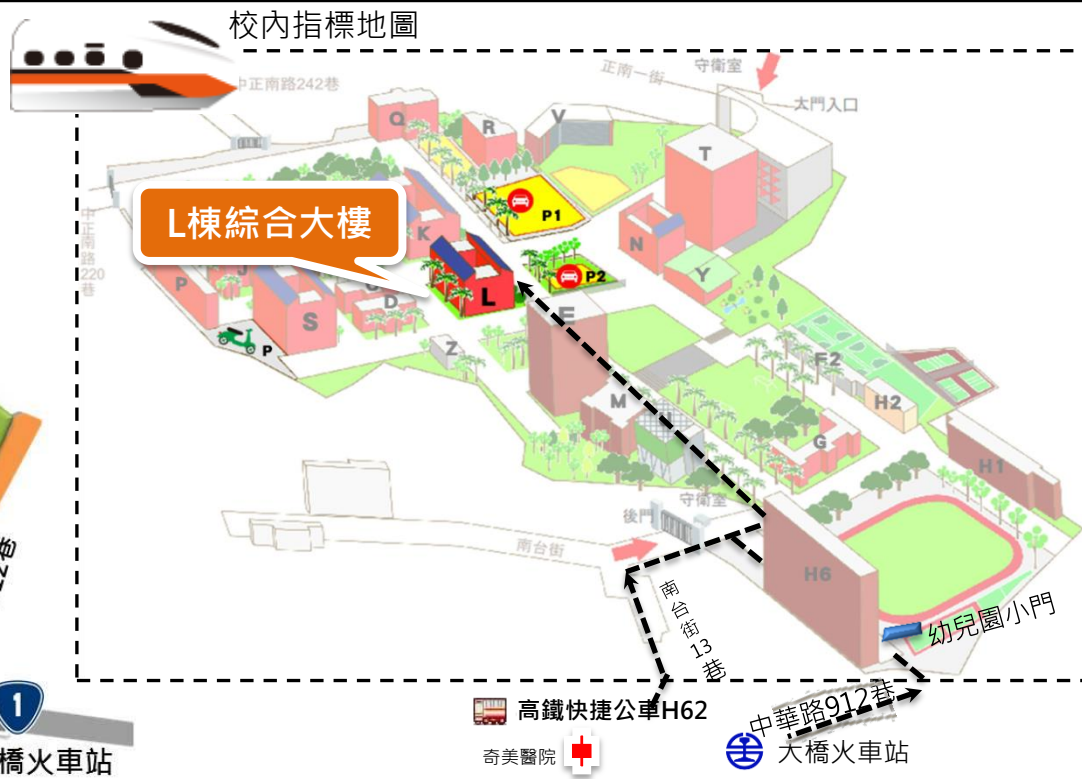 校內指標地圖
中正南路242巷
正南一街
守衛室
大門入口
Q
R
V
T
L棟綜合大樓
P1
K
N
中正南路220巷
J
P
Y
P2
L
C
D
E
S
P
Z
F2
M
H2
G
H1
守衛室
後門
南台街
H6
南台街13巷
幼兒園小門
1
高鐵快捷公車H62
中華路912巷
橋火車站
奇美醫院
大橋火車站